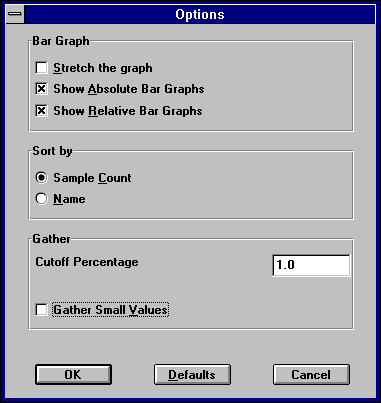 Options
Bar Graph
Stretch the graph
Show Absolute Bar Graphs
Show Relative Bar Graphs
Sort by
Sample Count
Name
Gather
Cutoff Percentage 1.0
Gather Small Values
OK Defaults Cancel